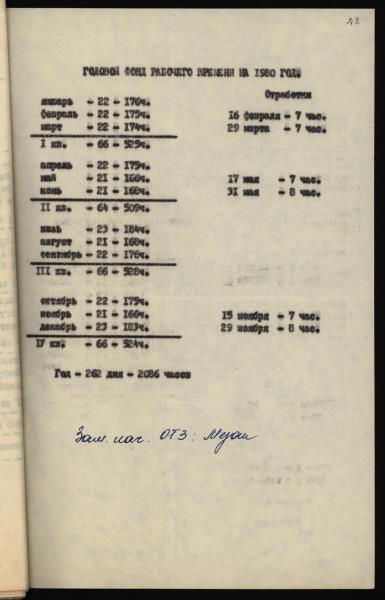 28
ГОДОВОЙ ФОНД РАБОЧЕГО ВРЕМЕНИ НА 1980 ГОД.
Отработки
январь - 22 - 176ч.
февраль - 22 - 175ч. 16 февраля - 7 час.
март - 22 - 174ч. 29 марта - 7 час.
I кв. - 66 - 525ч.
апрель - 22 - 175ч.
май - 21 - 166ч. 17 мая - 7 час.
июнь - 21 - 168ч. 31 мая - 8 час.
II кв. - 64 - 509ч.
июль - 23 - 184ч.
август - 21 - 168ч.
сентябрь - 22 - 176ч.
III кв. - 66 - 528ч.
октябрь - 22 - 175ч.
ноябрь - 21 - 166ч. 15 ноября - 7 час.
декабрь - 23 - 183ч. 29 ноября - 8 час.
IУ кв. - 66 - 524ч.
Год - 262 дня - 2086 часов
Зам. нач. ОТЗ: